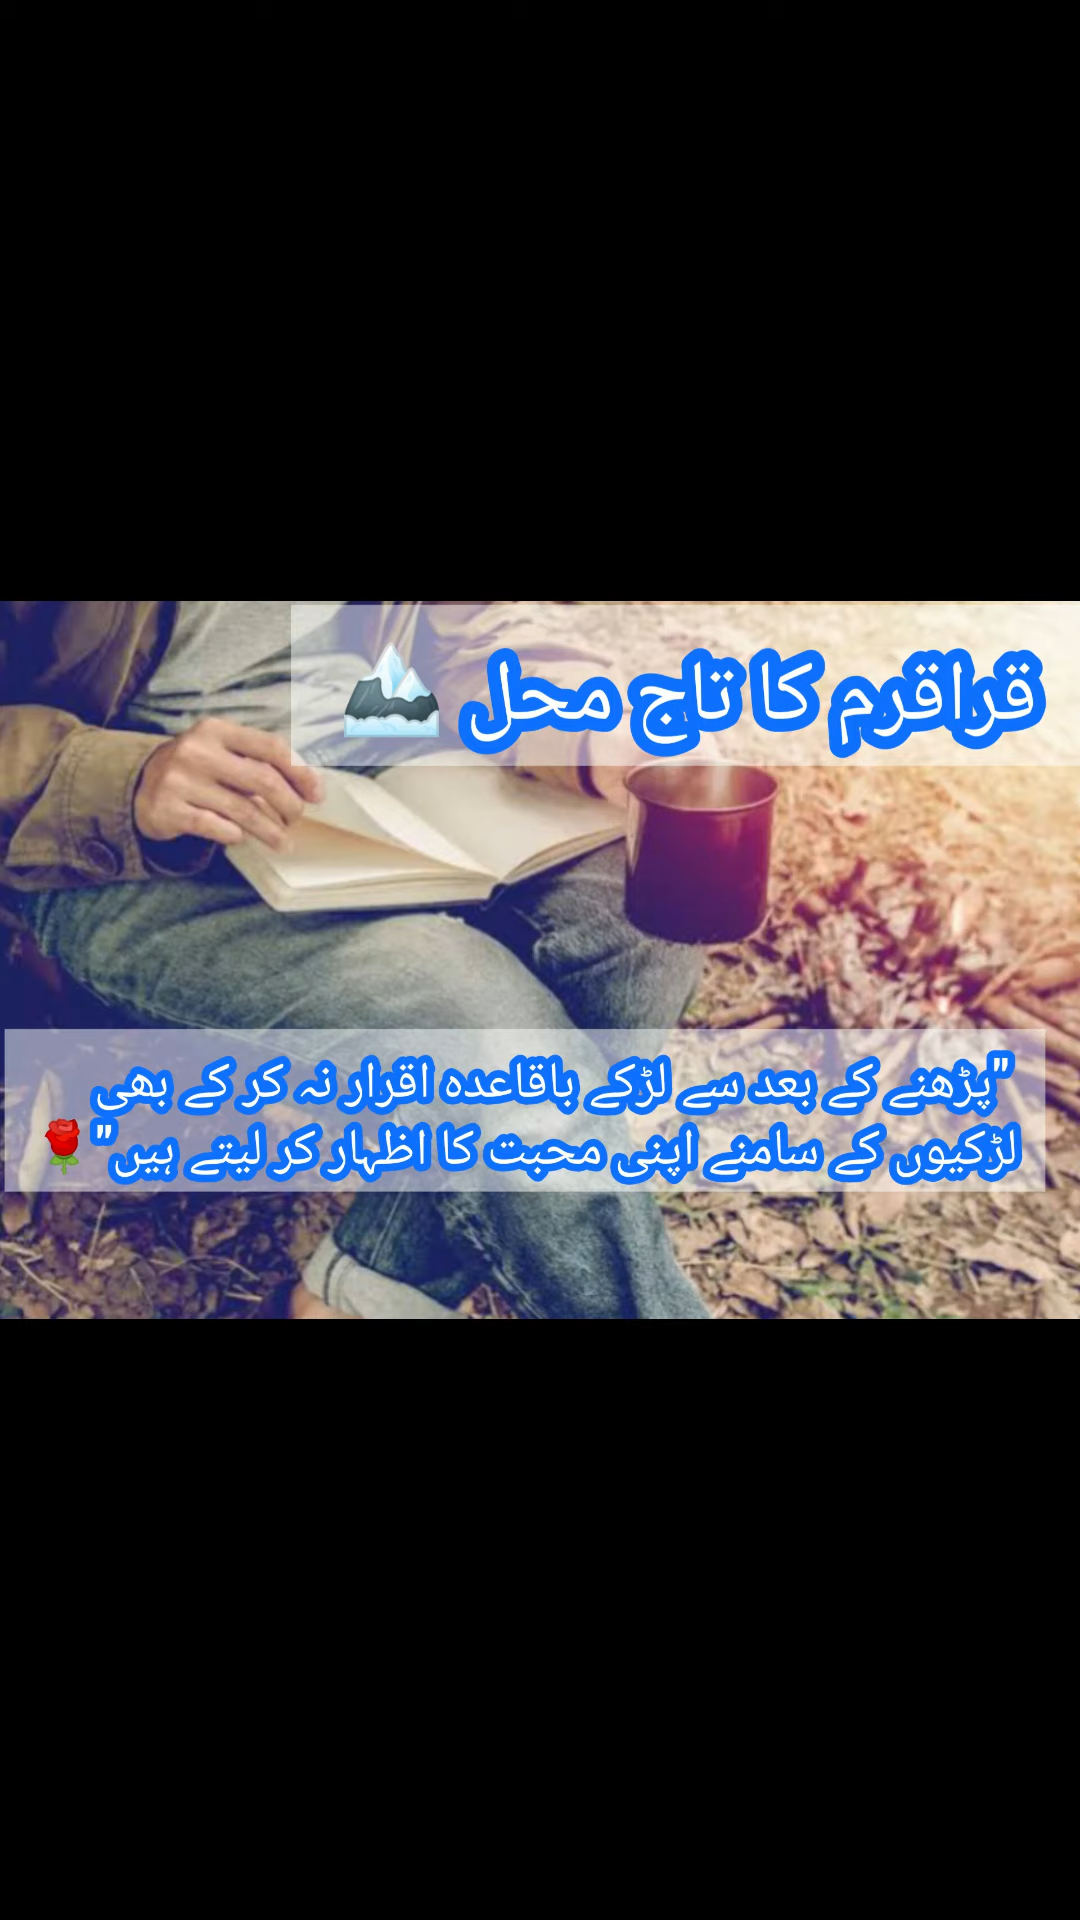 قراقرم کا تاج محل 🏔️
"پڑھنے کے بعد سے لڑکے باقاعدہ اقرار نہ کر کے بھی
لڑکیوں کے سامنے اپنی محبت کا اظہار کر لیتے ہیں"🌹